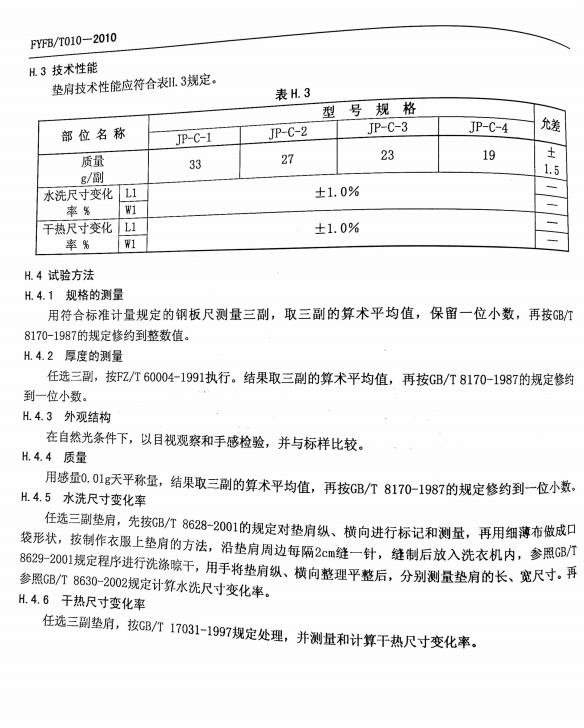 FYFB/T010—2010
H.3 技术性能
垫肩技术性能应符合表H.3规定。
表 H.3
部 位 名 称 型 号 规 格 允差
JP-C-1 JP-C-2 JP-C-3 JP-C-4
质量 g/副 33 27 23 19 ±1.5
水洗尺寸变化率 % L1 ±1.0% —
W1 —
干热尺寸变化率 % L1 ±1.0% —
W1 —
H.4 试验方法
H.4.1 规格的测量
用符合标准计量规定的钢板尺测量三副，取三副的算术平均值，保留一位小数，再按GB/T
8170-1987的规定修约到整数值。
H.4.2 厚度的测量
任选三副，按FZ/T 60004-1991执行。结果取三副的算术平均值，再按GB/T 8170-1987的规定修约
到一位小数。
H.4.3 外观结构
在自然光条件下，以目视观察和手感检验，并与标样比较。
H.4.4 质量
用感量0.01g天平称量，结果取三副的算术平均值，再按GB/T 8170-1987的规定修约到一位小数。
H.4.5 水洗尺寸变化率
任选三副垫肩，先按GB/T 8628-2001的规定对垫肩纵、横向进行标记和测量，再用细薄布做成口
袋形状，按制作衣服上垫肩的方法，沿垫肩周边每隔2cm缝一针，缝制后放入洗衣机内，参照GB/T
8629-2001规定程序进行洗涤晾干，用手将垫肩纵、横向整理平整后，分别测量垫肩的长、宽尺寸。再
参照GB/T 8630-2002规定计算水洗尺寸变化率。
H.4.6 干热尺寸变化率
任选三副垫肩，按GB/T 17031-1997规定处理，并测量和计算干热尺寸变化率。